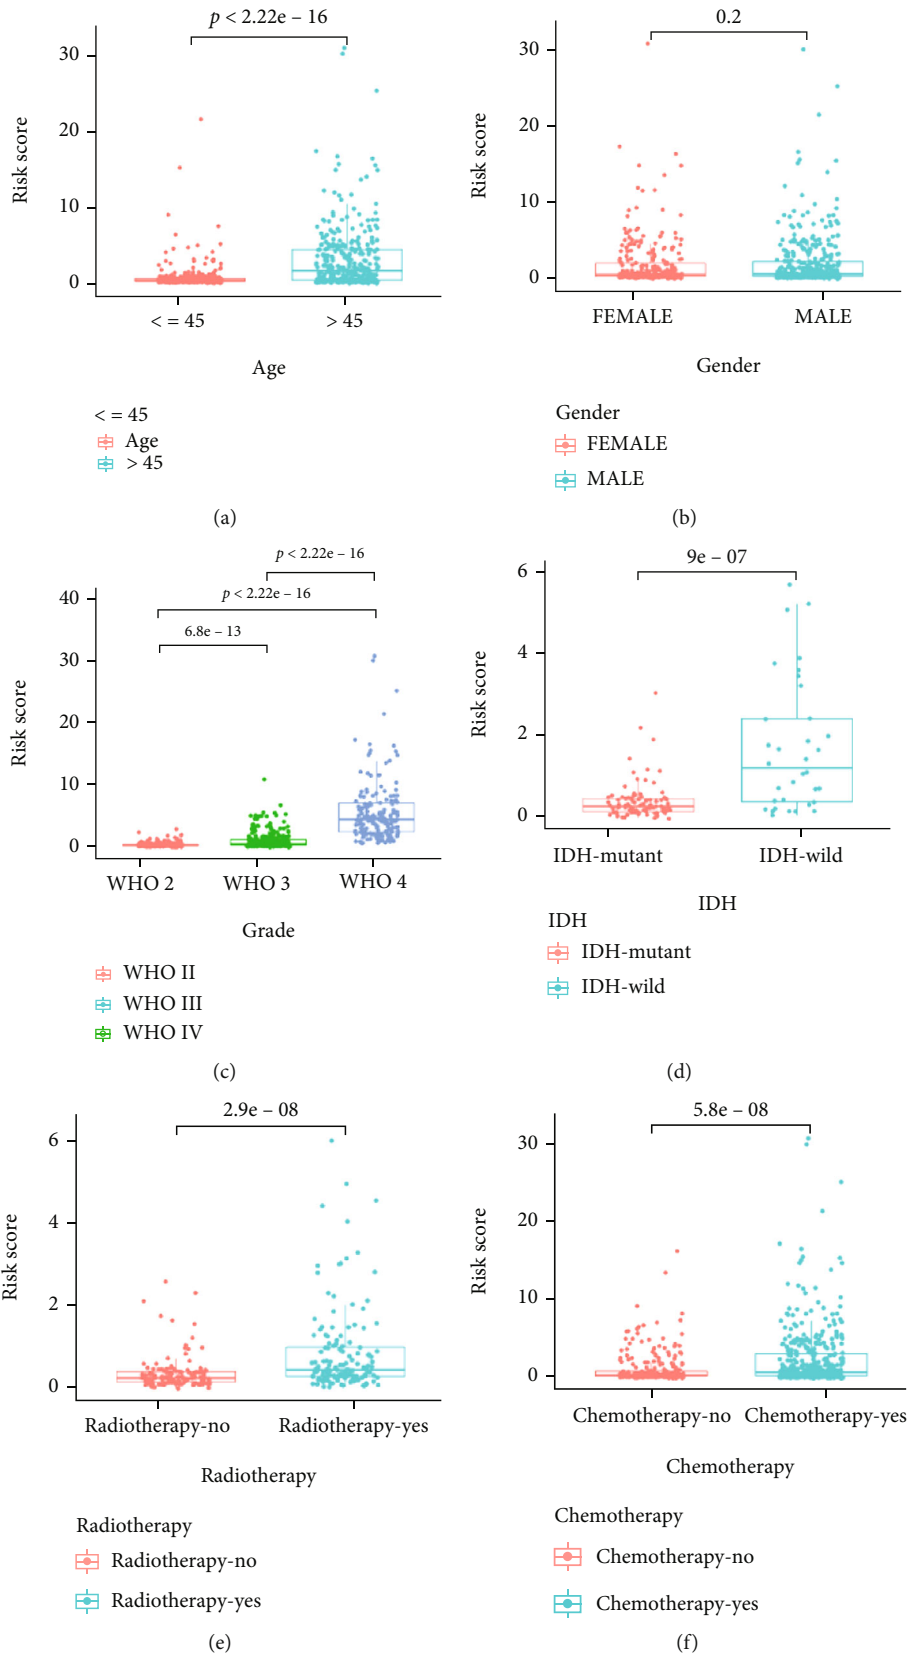 p < 2.22e – 16
30
20
10
0
Risk score
< = 45
> 45
Age
< = 45
Age
> 45
(a)
0.2
30
20
10
0
Risk score
FEMALE
MALE
Gender
Gender
FEMALE
MALE
(b)
p < 2.22e – 16
p < 2.22e – 16
6.8e – 13
40
30
20
10
0
Risk score
WHO 2
WHO 3
WHO 4
Grade
WHO II
WHO III
WHO IV
(c)
9e – 07
6
4
2
0
Risk score
IDH-mutant
IDH-wild
IDH
IDH
IDH-mutant
IDH-wild
(d)
2.9e – 08
6
4
2
0
Risk score
Radiotherapy-no
Radiotherapy-yes
Radiotherapy
Radiotherapy
Radiotherapy-no
Radiotherapy-yes
(e)
5.8e – 08
30
20
10
0
Risk score
Chemotherapy-no
Chemotherapy-yes
Chemotherapy
Chemotherapy
Chemotherapy-no
Chemotherapy-yes
(f)